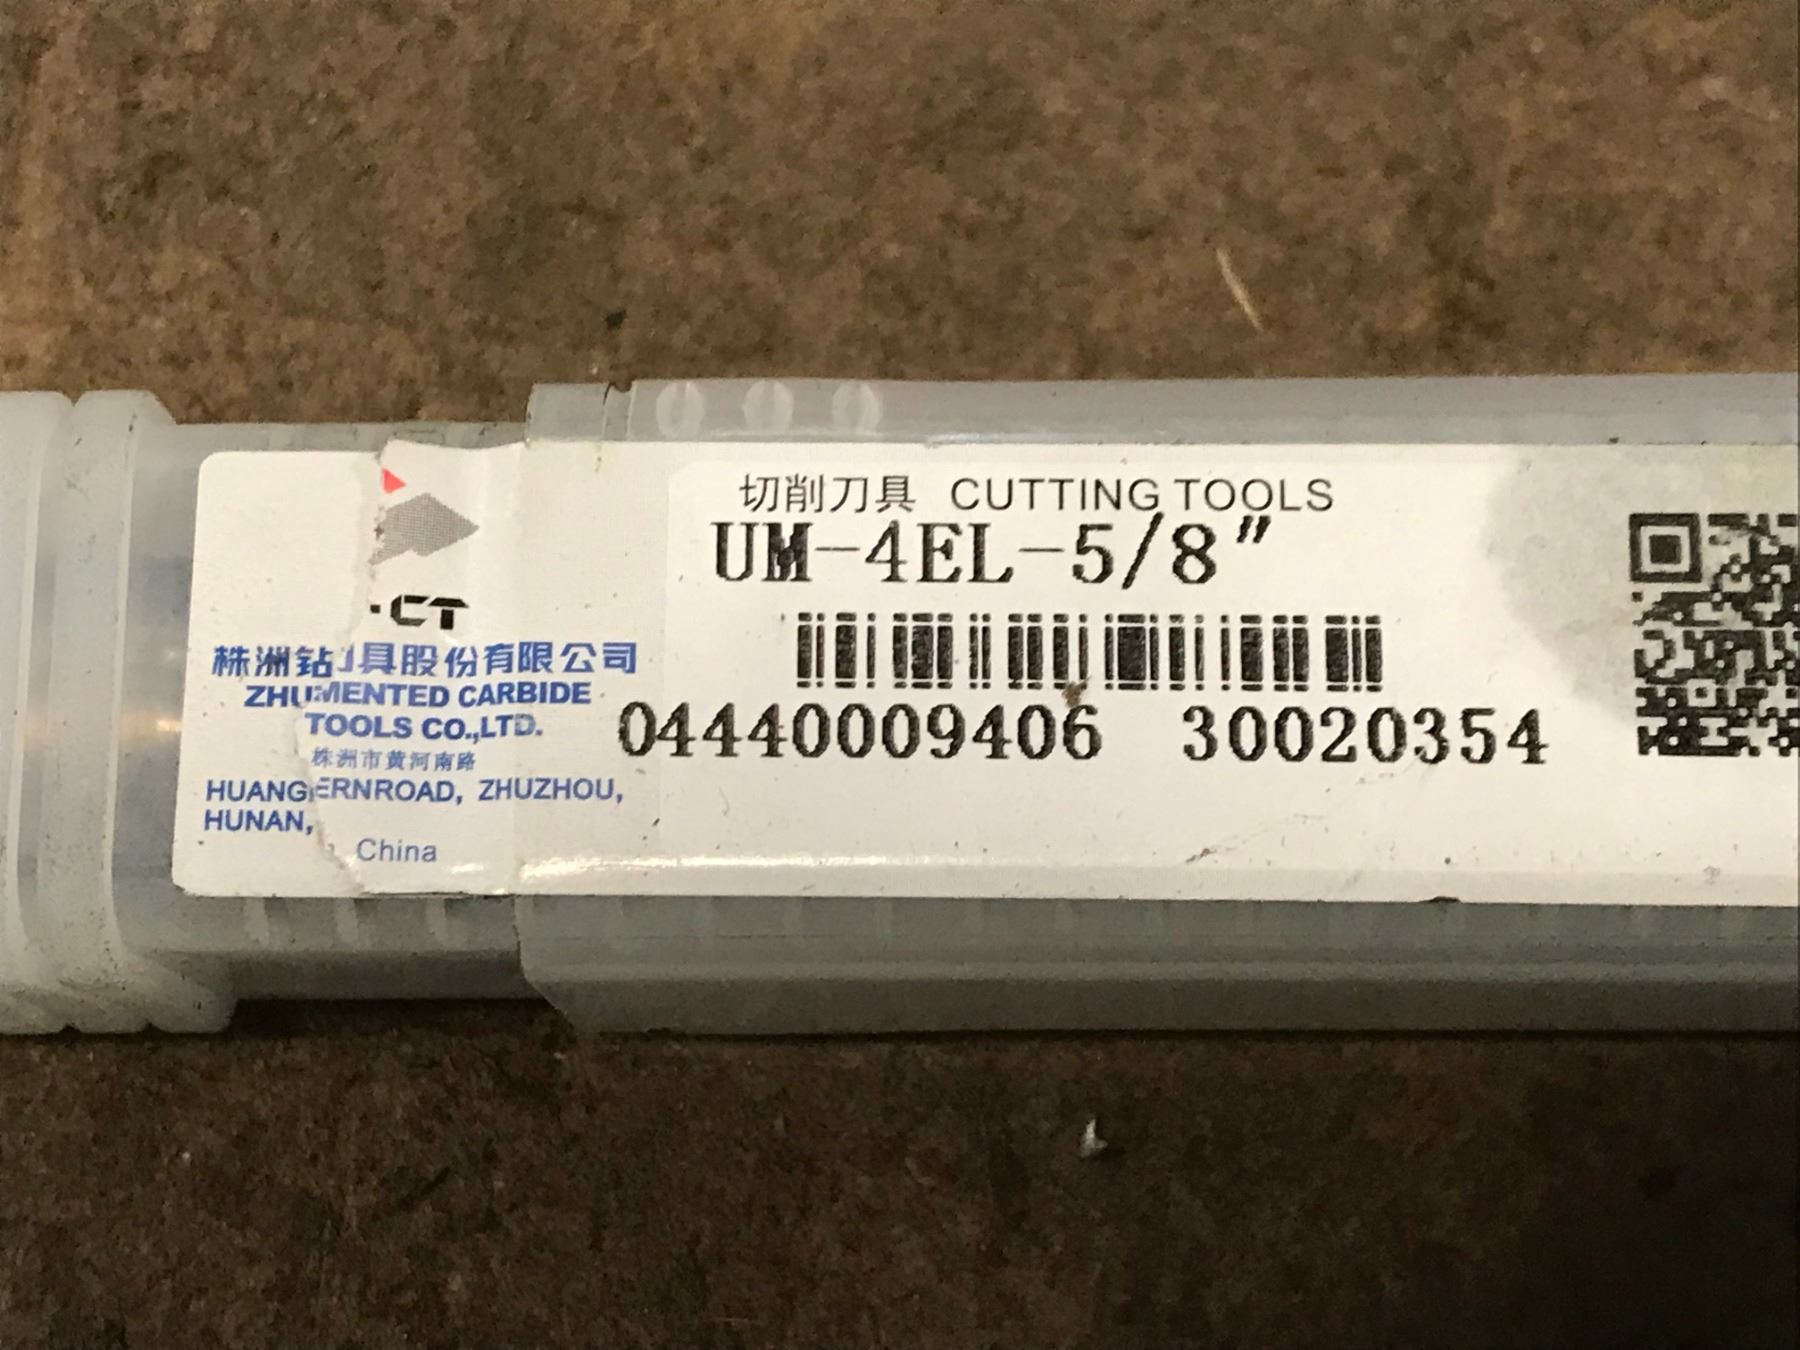 切削刀具 CUTTING TOOLS
UM-4EL-5/8"
04440009406 30020354
·CT
株洲钻刀具股份有限公司
ZHUMENTED CARBIDE
TOOLS CO.,LTD.
株洲市黄河南路
HUANG ERNROAD, ZHUZHOU,
HUNAN,
China